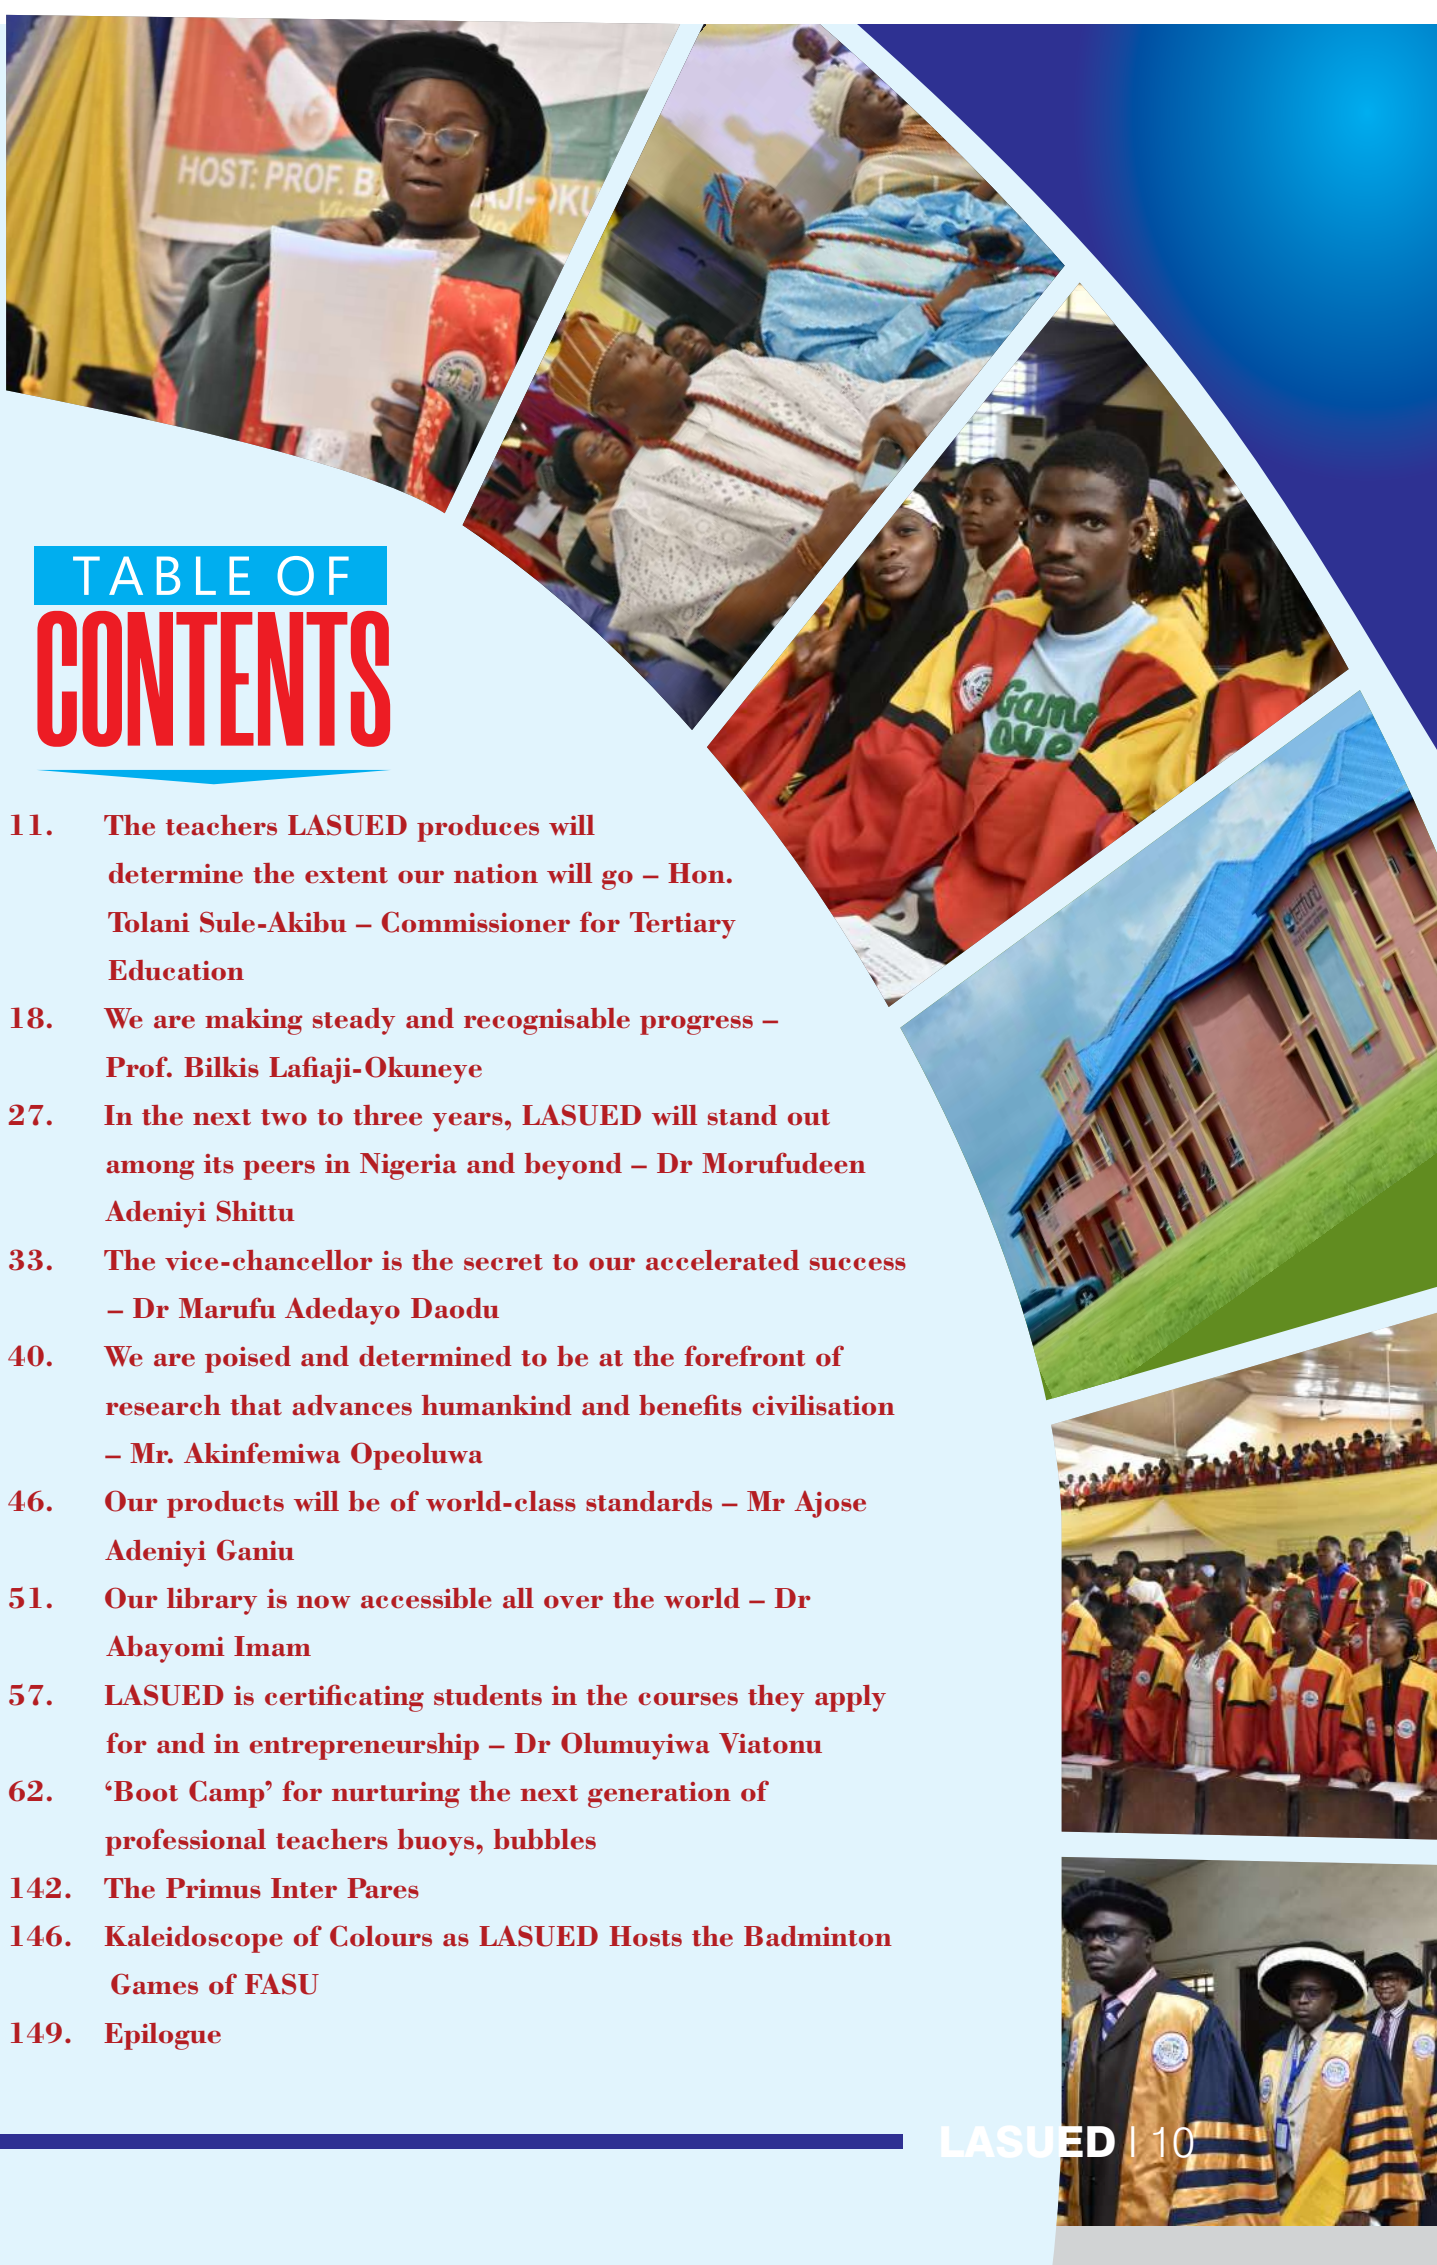 HOST: PROF. B
AJI-OKU
Game
tetfund
TABLE OF
CONTENTS
11. The teachers LASUED produces will
determine the extent our nation will go – Hon.
Tolani Sule-Akibu – Commissioner for Tertiary
Education
18. We are making steady and recognisable progress –
Prof. Bilkis Lafiaji-Okuneye
27. In the next two to three years, LASUED will stand out
among its peers in Nigeria and beyond – Dr Morufudeen
Adeniyi Shittu
33. The vice-chancellor is the secret to our accelerated success
– Dr Marufu Adedayo Daodu
40. We are poised and determined to be at the forefront of
research that advances humankind and benefits civilisation
– Mr. Akinfemiwa Opeoluwa
46. Our products will be of world-class standards – Mr Ajose
Adeniyi Ganiu
51. Our library is now accessible all over the world – Dr
Abayomi Imam
57. LASUED is certificating students in the courses they apply
for and in entrepreneurship – Dr Olumuyiwa Viatonu
62. ‘Boot Camp’ for nurturing the next generation of
professional teachers buoys, bubbles
142. The Primus Inter Pares
146. Kaleidoscope of Colours as LASUED Hosts the Badminton
Games of FASU
149. Epilogue
LASUED | 10